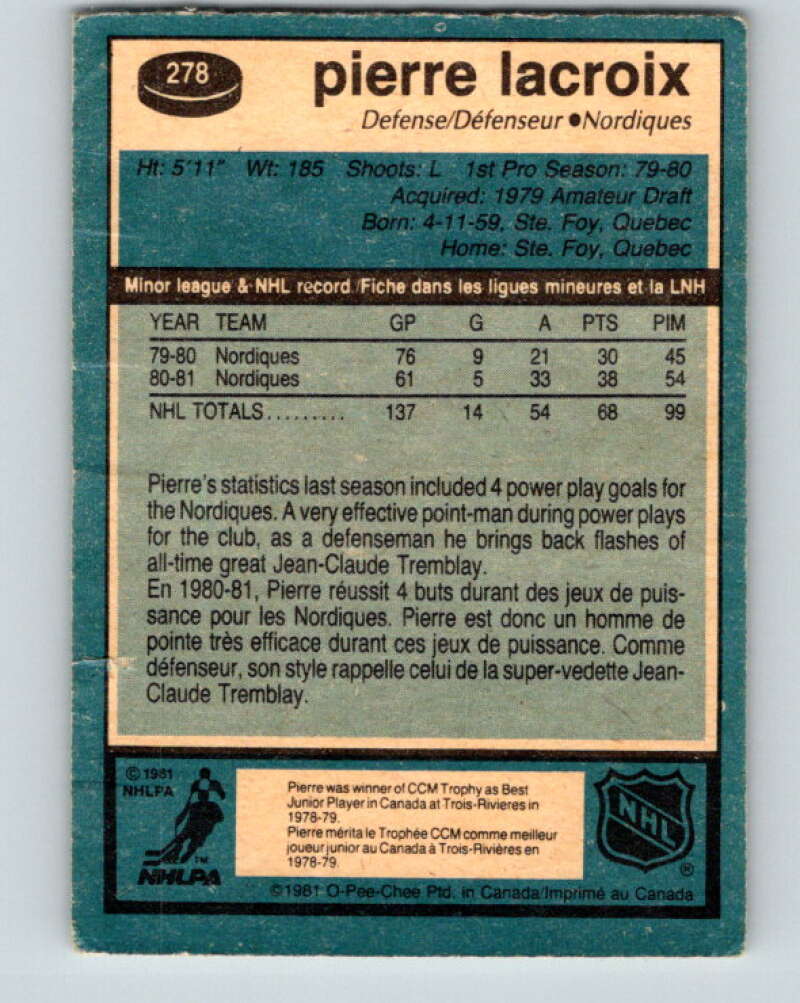 278
pierre lacroix
Defense/Défenseur ●Nordiques
Ht: 5'11" Wt: 185 Shoots: L 1st Pro Season: 79-80
Acquired: 1979 Amateur Draft
Born: 4-11-59, Ste. Foy, Quebec
Home: Ste. Foy, Quebec
Minor league & NHL record/Fiche dans les ligues mineures et la LNH
YEAR TEAM GP G A PTS PIM
79-80 Nordiques 76 9 21 30 45
80-81 Nordiques 61 5 33 38 54
NHL TOTALS......... 137 14 54 68 99
Pierre's statistics last season included 4 power play goals for
the Nordiques. A very effective point-man during power plays
for the club, as a defenseman he brings back flashes of
all-time great Jean-Claude Tremblay.
En 1980-81, Pierre réussit 4 buts durant des jeux de puis-
sance pour les Nordiques. Pierre est donc un homme de
pointe très efficace durant ces jeux de puissance. Comme
défenseur, son style rappelle celui de la super-vedette Jean-
Claude Tremblay.
© 1981
NHLPA
TM
NHLPA
Pierre was winner of CCM Trophy as Best
Junior Player in Canada at Trois-Rivieres in
1978-79.
Pierre mérita le Trophée CCM comme meilleur
joueur junior au Canada à Trois-Rivières en
1978-79.
NHL
®
©1981 O-Pee-Chee Ptd. in Canada/Imprimé au Canada